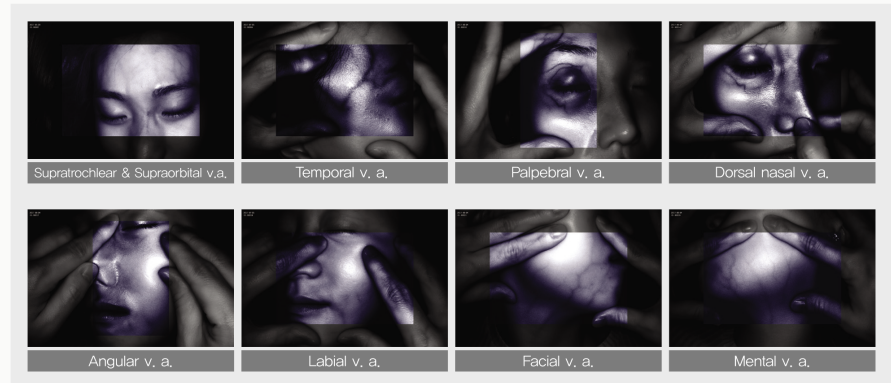 Supratrochlear & Supraorbital v.a.
Temporal v. a.
Palpebral v. a.
Dorsal nasal v. a.
Angular v. a.
Labial v. a.
Facial v. a.
Mental v. a.